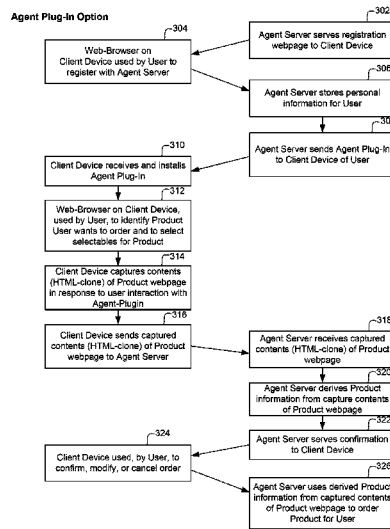 Agent Plug-In Option
302
Agent Server serves registration
webpage to Client Device
304
Web-Browser on
Client Device used by User to
register with Agent Server
306
Agent Server stores personal
information for User
Agent Server sends Agent Plug-In
to Client Device of User
310
Client Device receives and installs
Agent Plug-In
312
Web-Browser on Client Device,
used by User, to identify Product
User wants to order and to select
selectables for Product
314
Client Device captures contents
(HTML-clone) of Product webpage
in response to user interaction with
Agent-Plugin
316
Client Device sends captured
contents (HTML-clone) of Product
webpage to Agent Server
318
Agent Server receives captured
contents (HTML-clone) of Product
webpage
320
Agent Server derives Product
information from capture contents
of Product webpage
322
Agent Server serves confirmation
to Client Device
324
Client Device used, by User, to
confirm, modify, or cancel order
326
Agent Server uses derived Product
information from captured contents
of Product webpage to order
Product for User